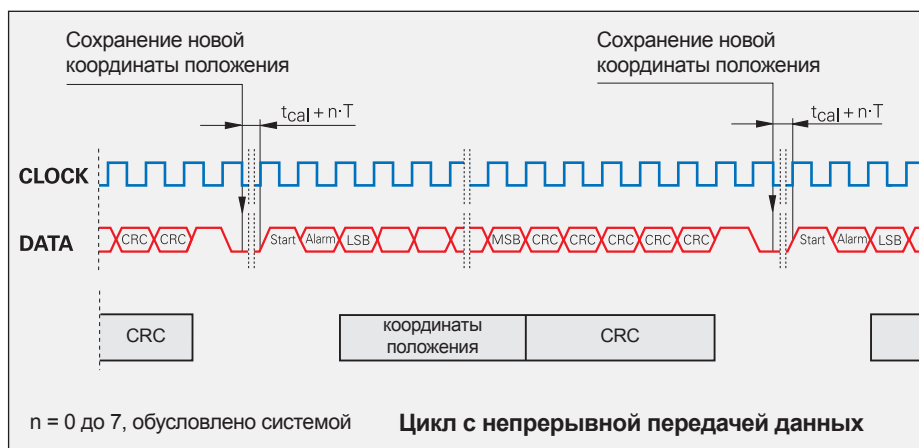 Сохранение новой
координаты положения
Сохранение новой
координаты положения
tcal + n·T
tcal + n·T
CLOCK
DATA
CRC
CRC
Start
Alarm
LSB
MSB
CRC
CRC
CRC
CRC
CRC
Start
Alarm
LSB
CRC
координаты
положения
CRC
n = 0 до 7, обусловлено системой
Цикл с непрерывной передачей данных